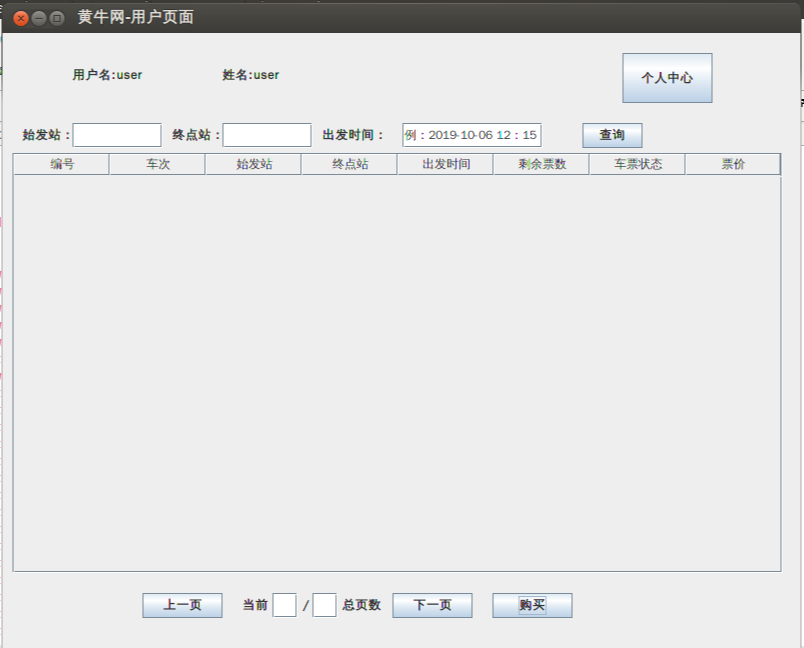 黄牛网-用户页面
用户名:user 姓名:user 个人中心
始发站： 终点站： 出发时间： 例：2019-10-06 12：15 查询
编号 车次 始发站 终点站 出发时间 剩余票数 车票状态 票价
上一页 当前 / 总页数 下一页 购买